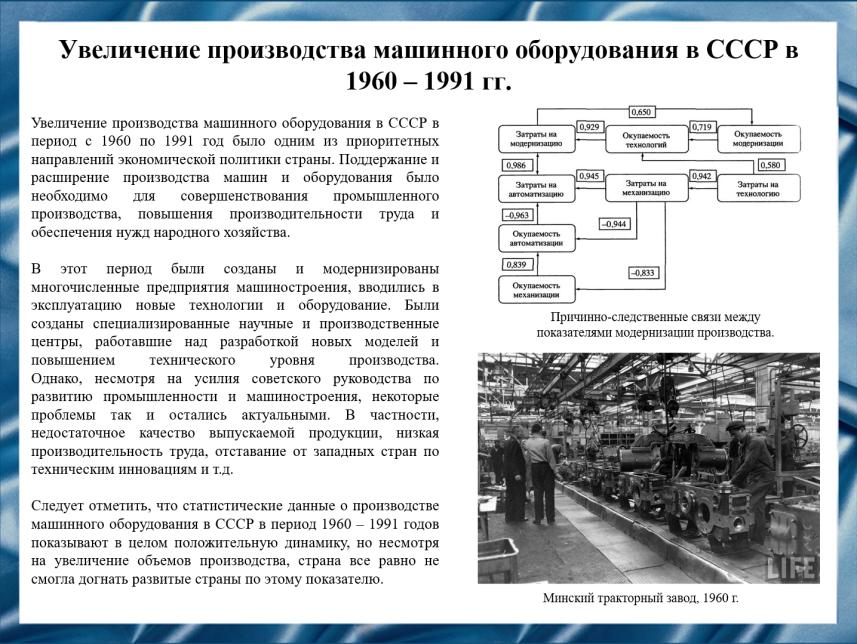 Увеличение производства машинного оборудования в СССР в
1960 – 1991 гг.
Увеличение производства машинного оборудования в СССР в
период с 1960 по 1991 год было одним из приоритетных
направлений экономической политики страны. Поддержание и
расширение производства машин и оборудования было
необходимо для совершенствования промышленного
производства, повышения производительности труда и
обеспечения нужд народного хозяйства.
В этот период были созданы и модернизированы
многочисленные предприятия машиностроения, вводились в
эксплуатацию новые технологии и оборудование. Были
созданы специализированные научные и производственные
центры, работавшие над разработкой новых моделей и
повышением технического уровня производства.
Однако, несмотря на усилия советского руководства по
развитию промышленности и машиностроения, некоторые
проблемы так и остались актуальными. В частности,
недостаточное качество выпускаемой продукции, низкая
производительность труда, отставание от западных стран по
техническим инновациям и т.д.
Следует отметить, что статистические данные о производстве
машинного оборудования в СССР в период 1960 – 1991 годов
показывают в целом положительную динамику, но несмотря
на увеличение объемов производства, страна все равно не
смогла догнать развитые страны по этому показателю.
0,650
Затраты на
модернизацию
0,929
Окупаемость
технологий
0,719
Окупаемость
модернизации
0,986
0,580
Затраты на
автоматизацию
0,945
Затраты на
механизацию
0,942
Затраты на
технологию
–0,963
–0,944
Окупаемость
автоматизации
0,839
–0,833
Окупаемость
механизации
Причинно-следственные связи между
показателями модернизации производства.
LIFE
Минский тракторный завод, 1960 г.